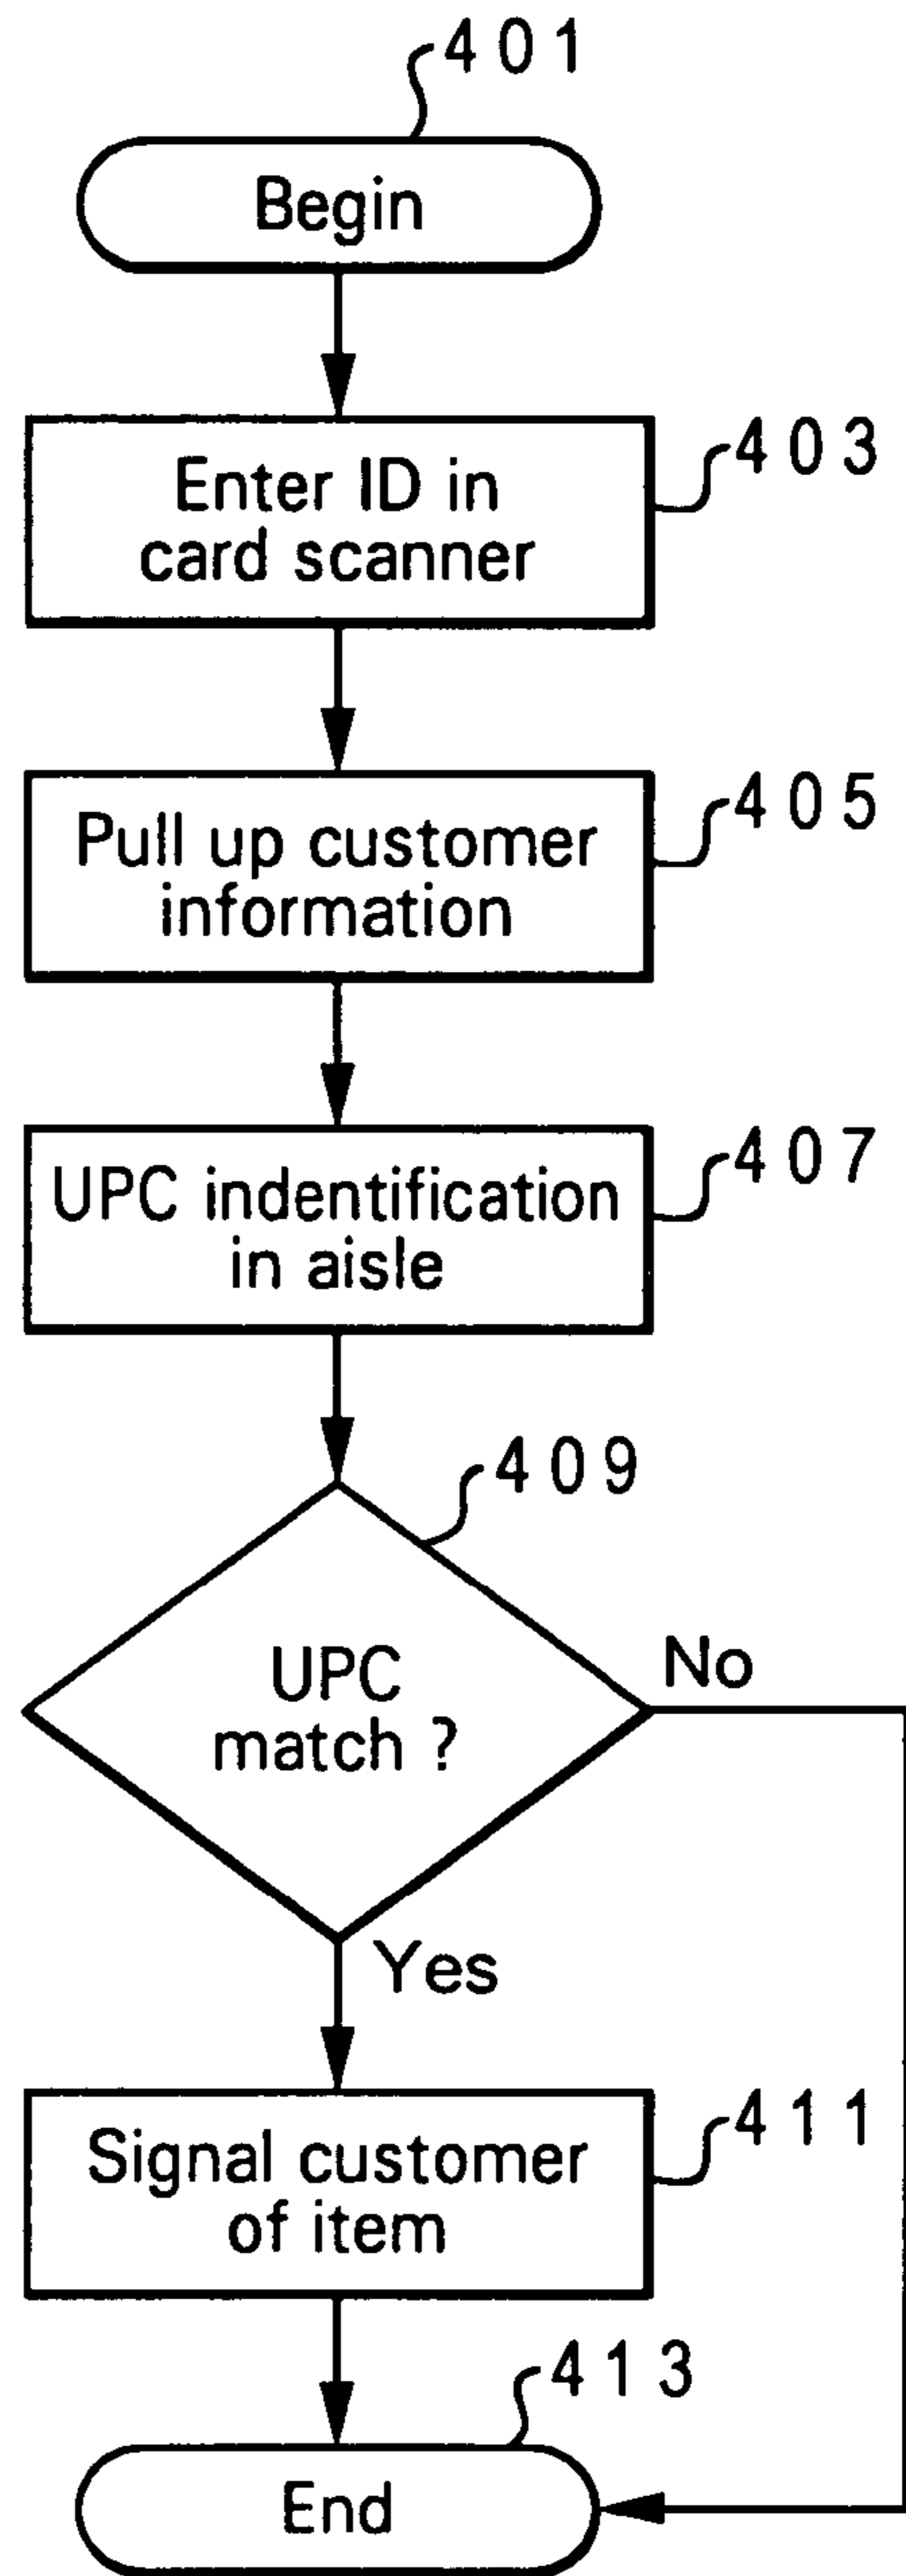 401
Begin
403
Enter ID in
card scanner
405
Pull up customer
information
407
UPC indentification
in aisle
409
UPC
match ?
No
Yes
411
Signal customer
of item
413
End